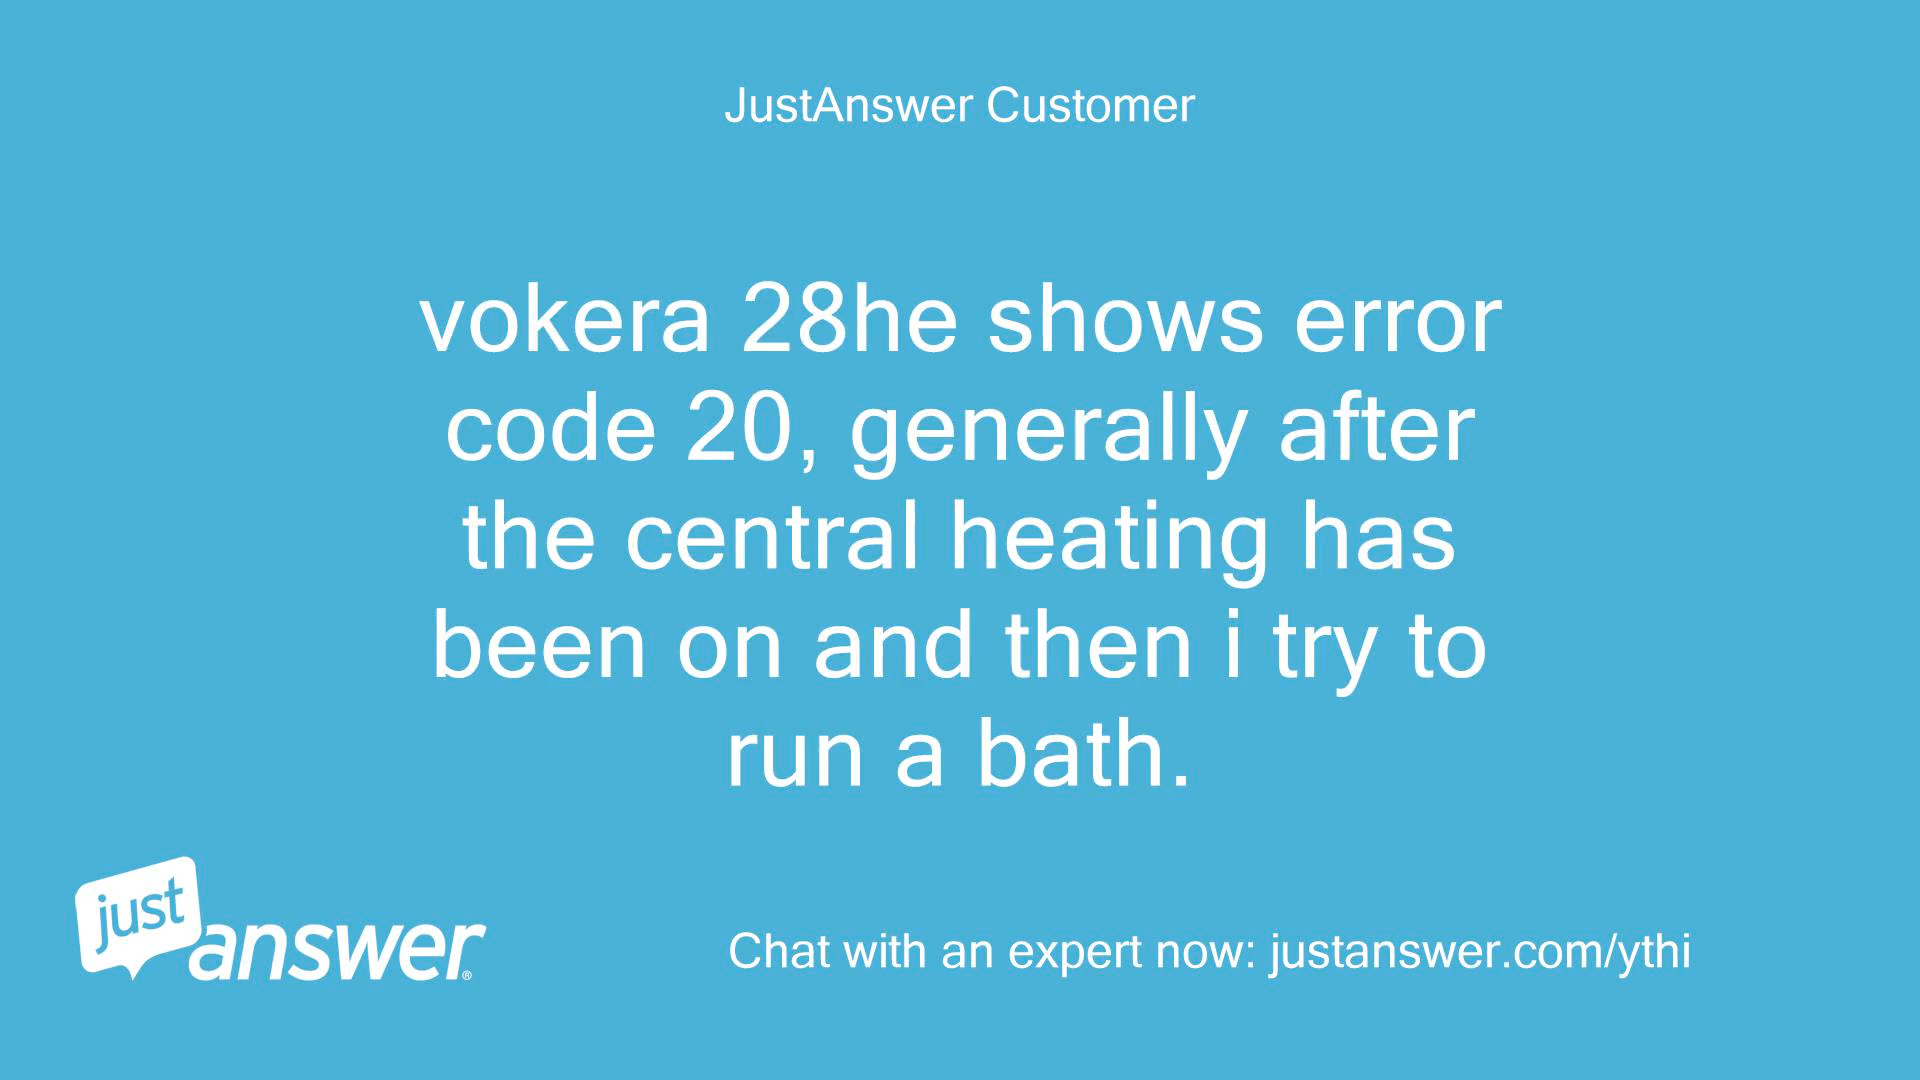 JustAnswer Customer
vokera 28he shows error
code 20, generally after
the central heating has
been on and then i try to
run a bath.
just
answer®
Chat with an expert now: justanswer.com/ythi